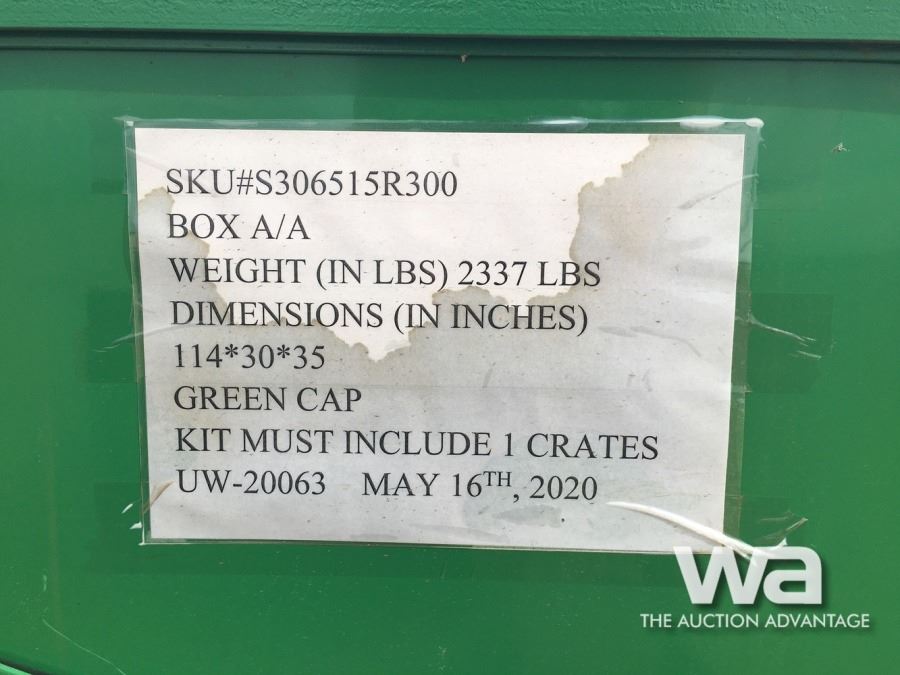 SKU#S306515R300
BOX A/A
WEIGHT (IN LBS) 2337 LBS
DIMENSIONS (IN INCHES)
114*30*35
GREEN CAP
KIT MUST INCLUDE 1 CRATES
UW-20063 MAY 16TH, 2020
wa
THE AUCTION ADVANTAGE